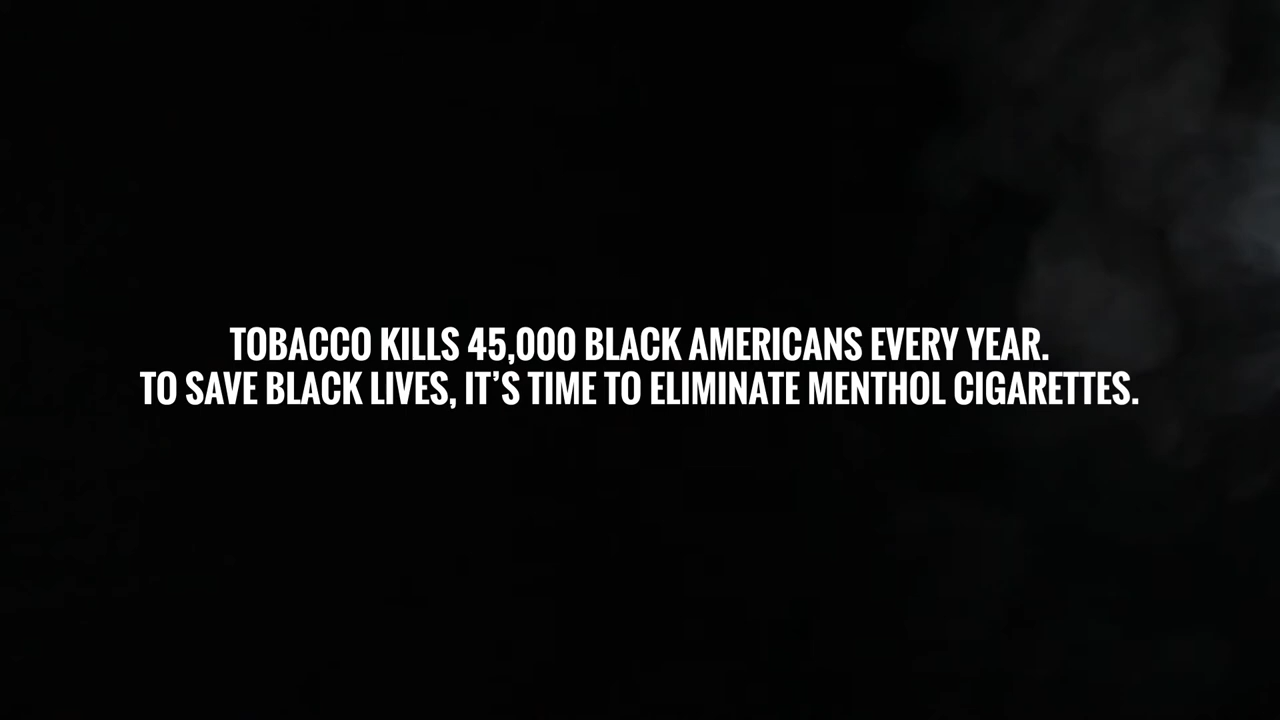 TOBACCO KILLS 45,000 BLACK AMERICANS EVERY YEAR.
TO SAVE BLACK LIVES, IT’S TIME TO ELIMINATE MENTHOL CIGARETTES.